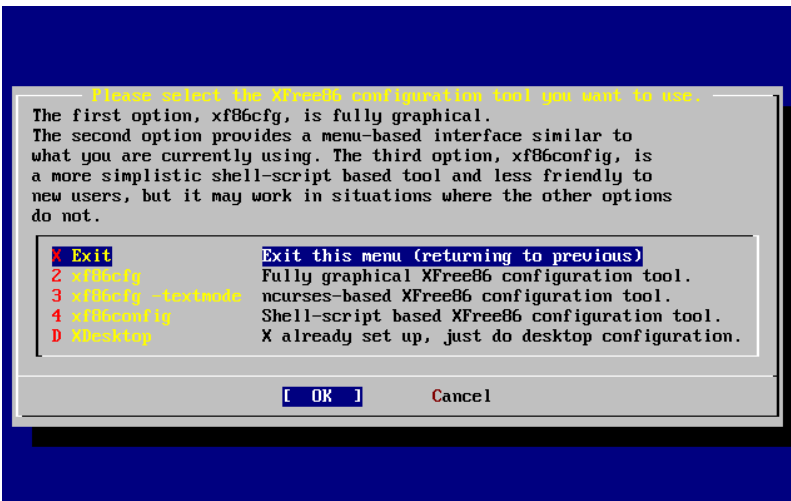 Please select the XFree86 configuration tool you want to use.
The first option, xf86cfg, is fully graphical.
The second option provides a menu-based interface similar to
what you are currently using. The third option, xf86config, is
a more simplistic shell-script based tool and less friendly to
new users, but it may work in situations where the other options
do not.
X Exit Exit this menu (returning to previous)
2 xf86cfg Fully graphical XFree86 configuration tool.
3 xf86cfg -textmode ncurses-based XFree86 configuration tool.
4 xf86config Shell-script based XFree86 configuration tool.
D XDesktop X already set up, just do desktop configuration.
[ OK ] Cancel